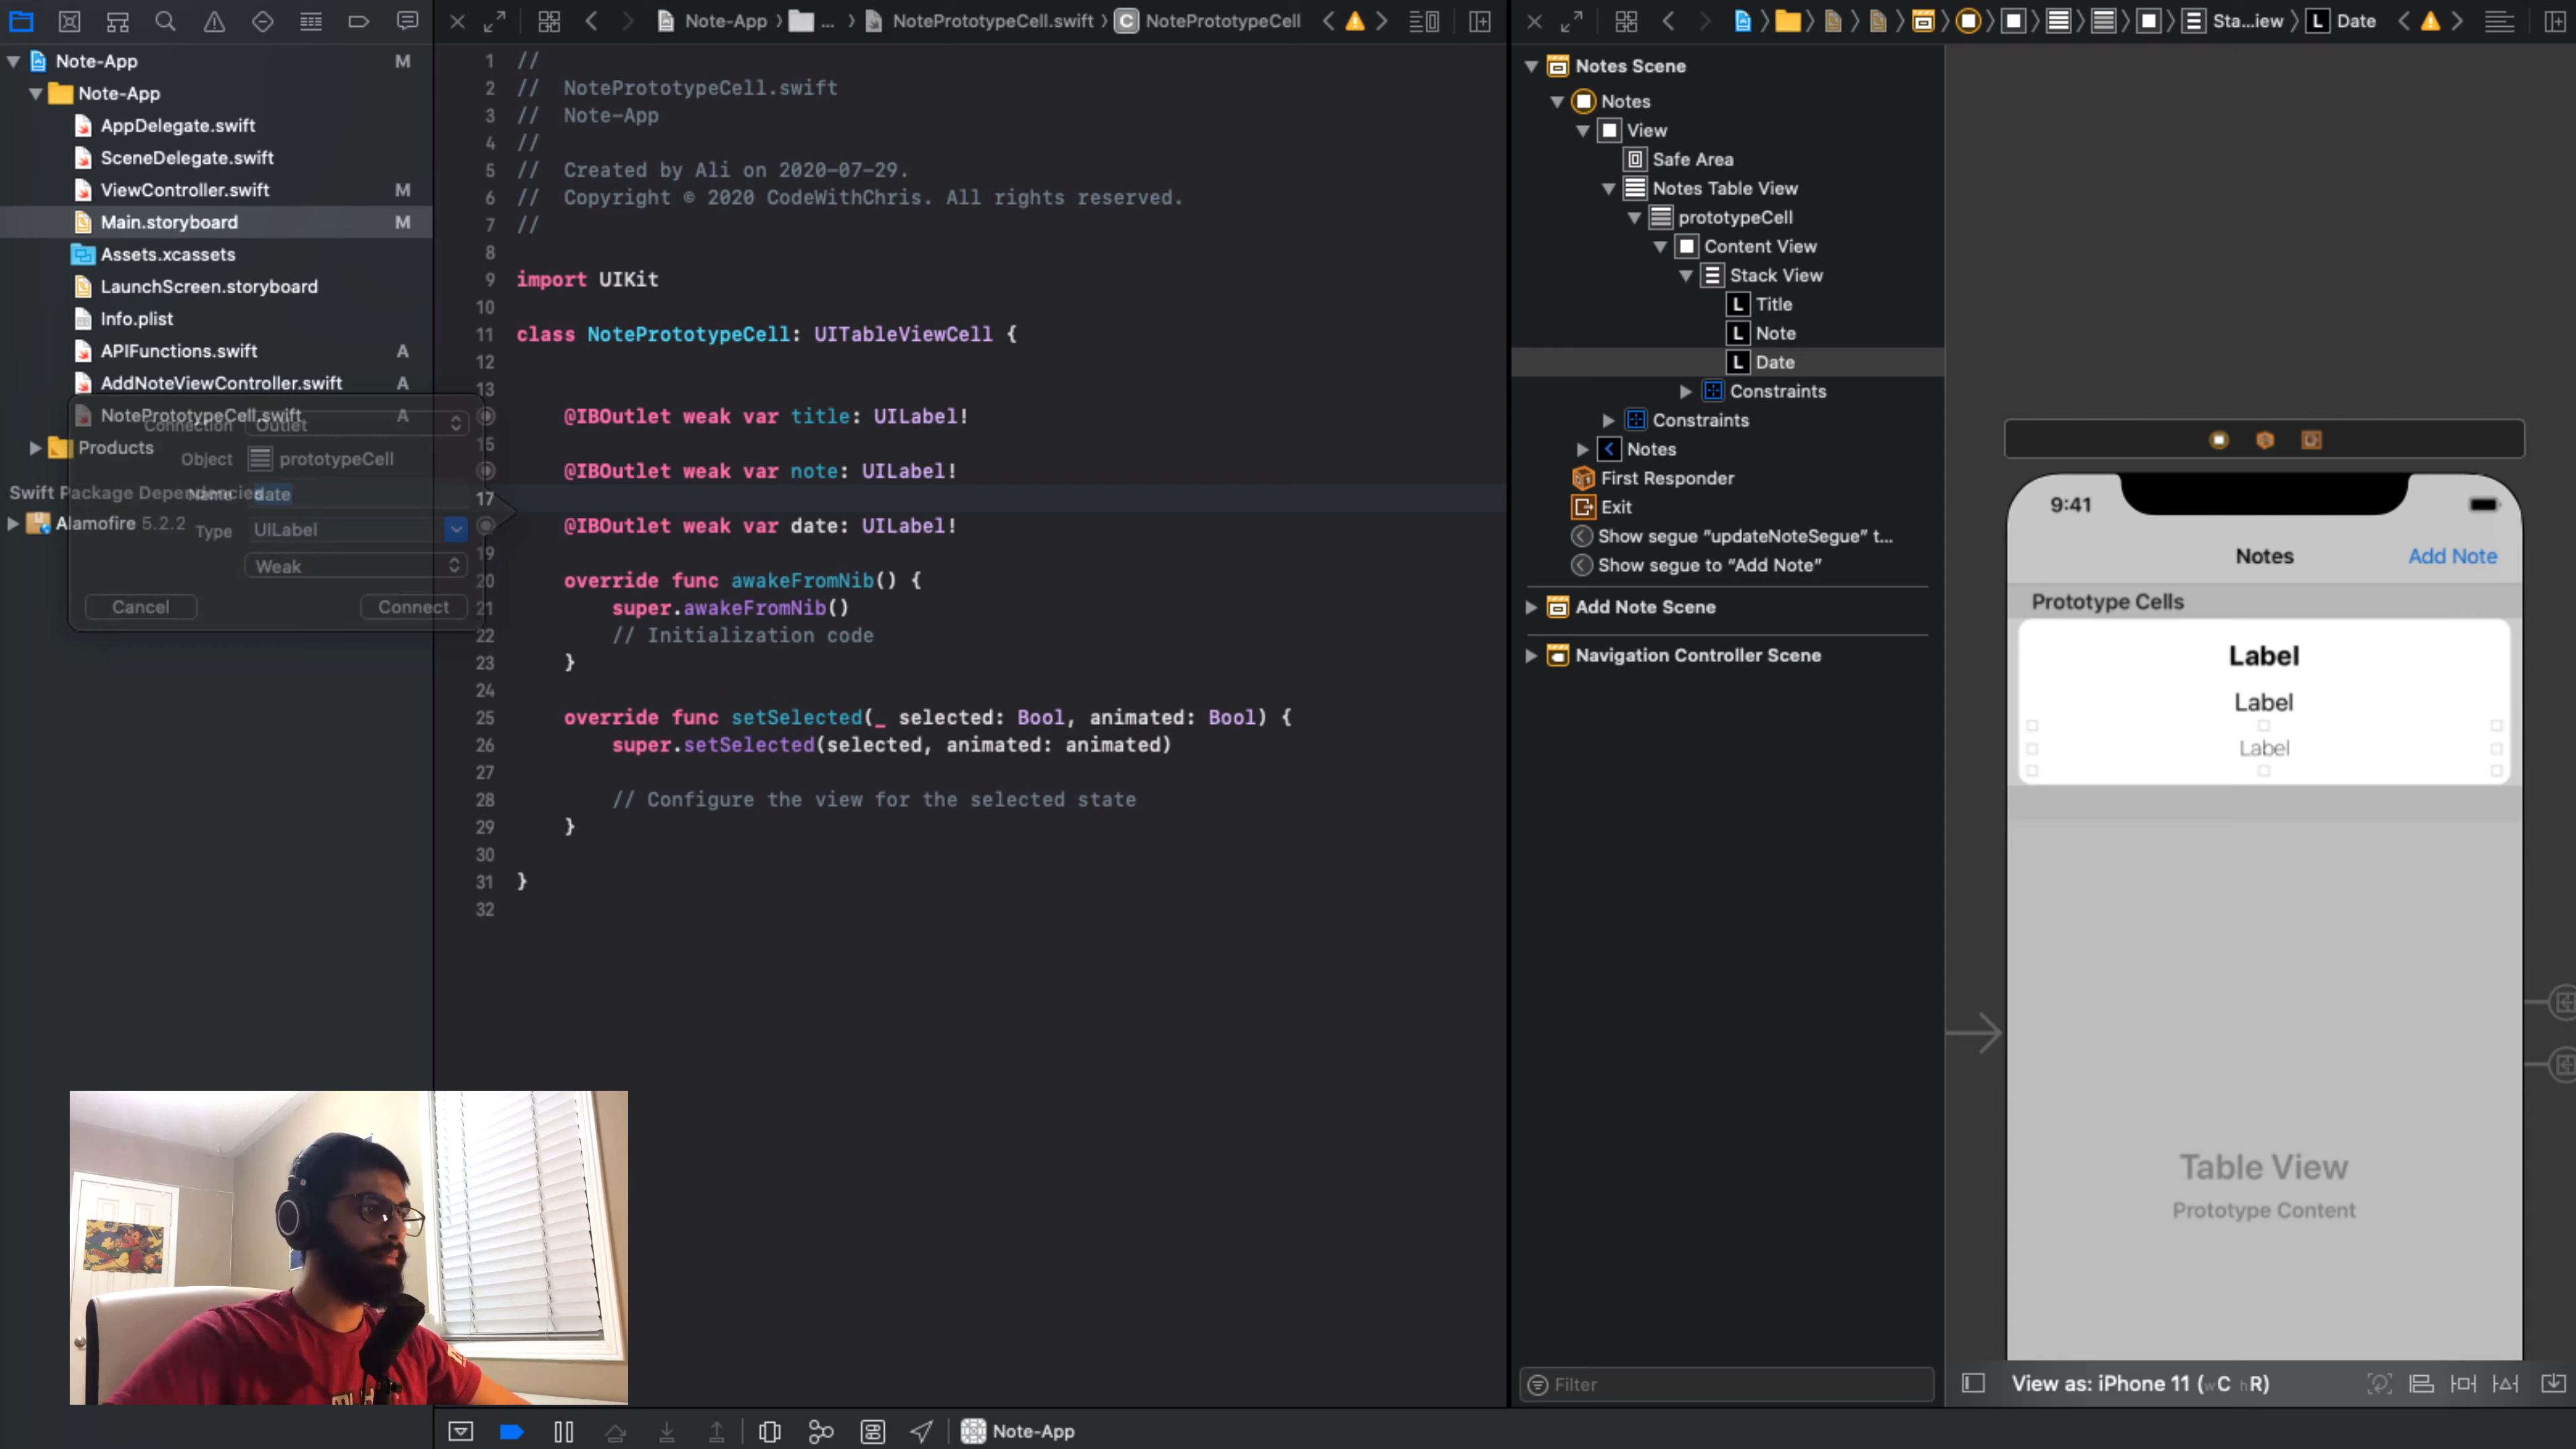 Note-App M
Note-App
AppDelegate.swift
SceneDelegate.swift
ViewController.swift M
Main.storyboard M
Assets.xcassets
LaunchScreen.storyboard
Info.plist
APIFunctions.swift A
AddNoteViewController.swift A
NotePrototypeCell.swift A
Products
Swift Package Dependencies
Alamofire 5.2.2
Connection Outlet
Object prototypeCell
Name date
Type UILabel
Weak
Cancel Connect
Note-App ... NotePrototypeCell.swift C NotePrototypeCell
1 //
2 // NotePrototypeCell.swift
3 // Note-App
4 //
5 // Created by Ali on 2020-07-29.
6 // Copyright © 2020 CodeWithChris. All rights reserved.
7 //
8
9 import UIKit
10
11 class NotePrototypeCell: UITableViewCell {
12
13
@IBOutlet weak var title: UILabel!
15
@IBOutlet weak var note: UILabel!
17
@IBOutlet weak var date: UILabel!
19
20 override func awakeFromNib() {
21 super.awakeFromNib()
22 // Initialization code
23 }
24
25 override func setSelected(_ selected: Bool, animated: Bool) {
26 super.setSelected(selected, animated: animated)
27
28 // Configure the view for the selected state
29 }
30
31 }
32
Note-App
Sta...iew L Date
Notes Scene
Notes
View
Safe Area
Notes Table View
prototypeCell
Content View
Stack View
L Title
L Note
L Date
Constraints
Constraints
Notes
First Responder
Exit
Show segue “updateNoteSegue” t...
Show segue to “Add Note”
Add Note Scene
Navigation Controller Scene
Filter
9:41
Notes Add Note
Prototype Cells
Label
Label
Label
Table View
Prototype Content
View as: iPhone 11 (wC hR)